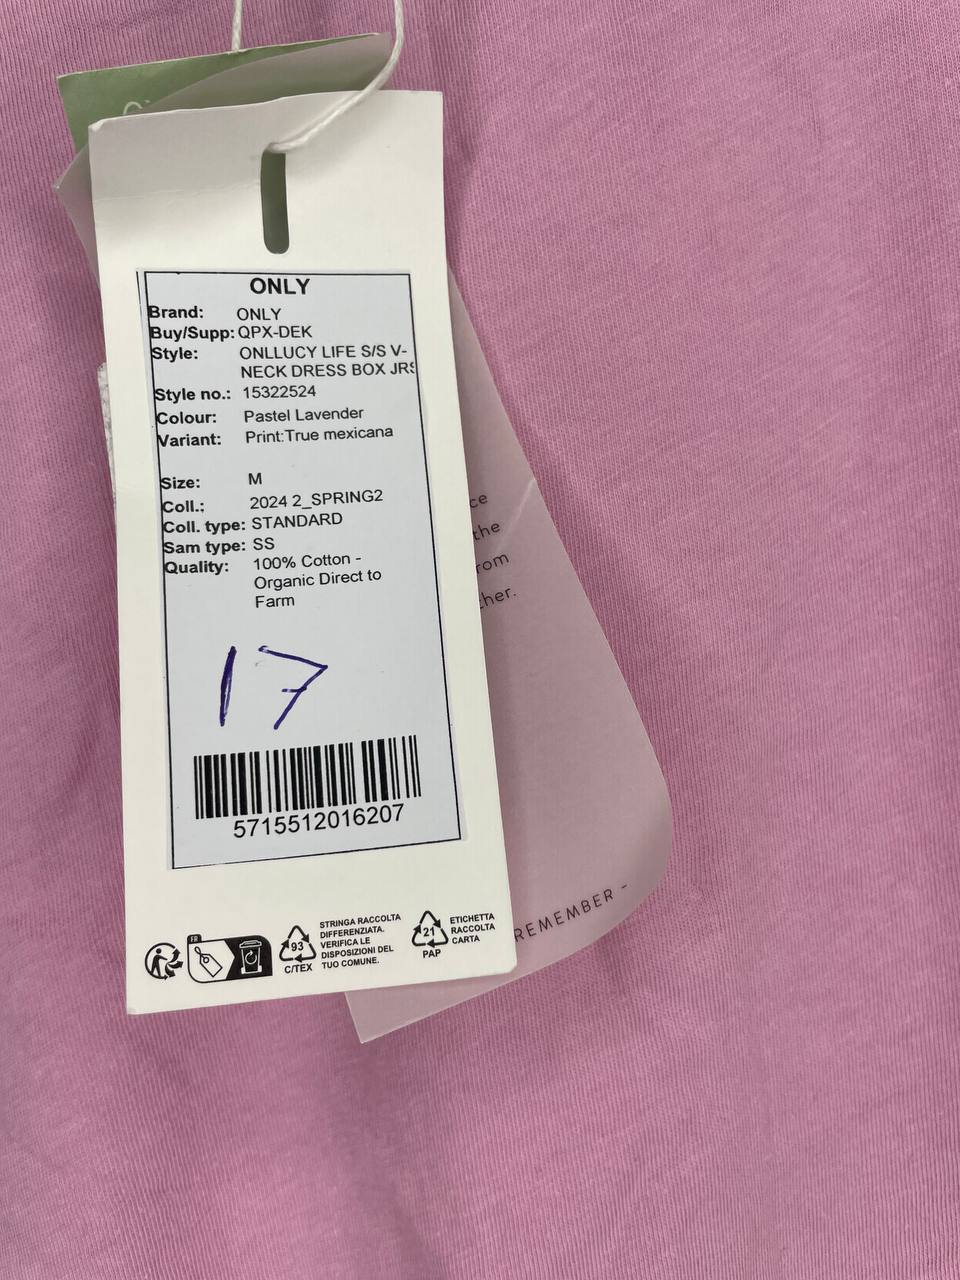 ONLY
Brand: ONLY
Buy/Supp: QPX-DEK
Style: ONLLUCY LIFE S/S V-
NECK DRESS BOX JRS
Style no.: 15322524
Colour: Pastel Lavender
Variant: Print:True mexicana
Size: M
Coll.: 2024 2_SPRING2
Coll. type: STANDARD
Sam type: SS
Quality: 100% Cotton -
Organic Direct to
Farm
17
5715512016207
FR
93
C/TEX
STRINGA RACCOLTA
DIFFERENZIATA.
VERIFICA LE
DISPOSIZIONI DEL
TUO COMUNE.
21
PAP
ETICHETTA
RACCOLTA
CARTA
the
REMEMBER -